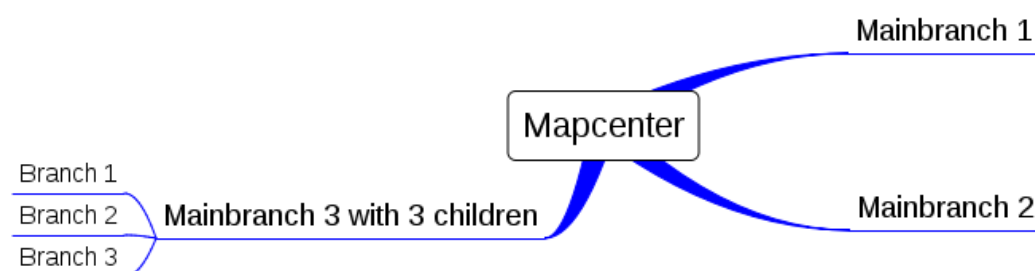 Mainbranch 1
Mapcenter
Branch 1
Branch 2
Mainbranch 3 with 3 children
Mainbranch 2
Branch 3